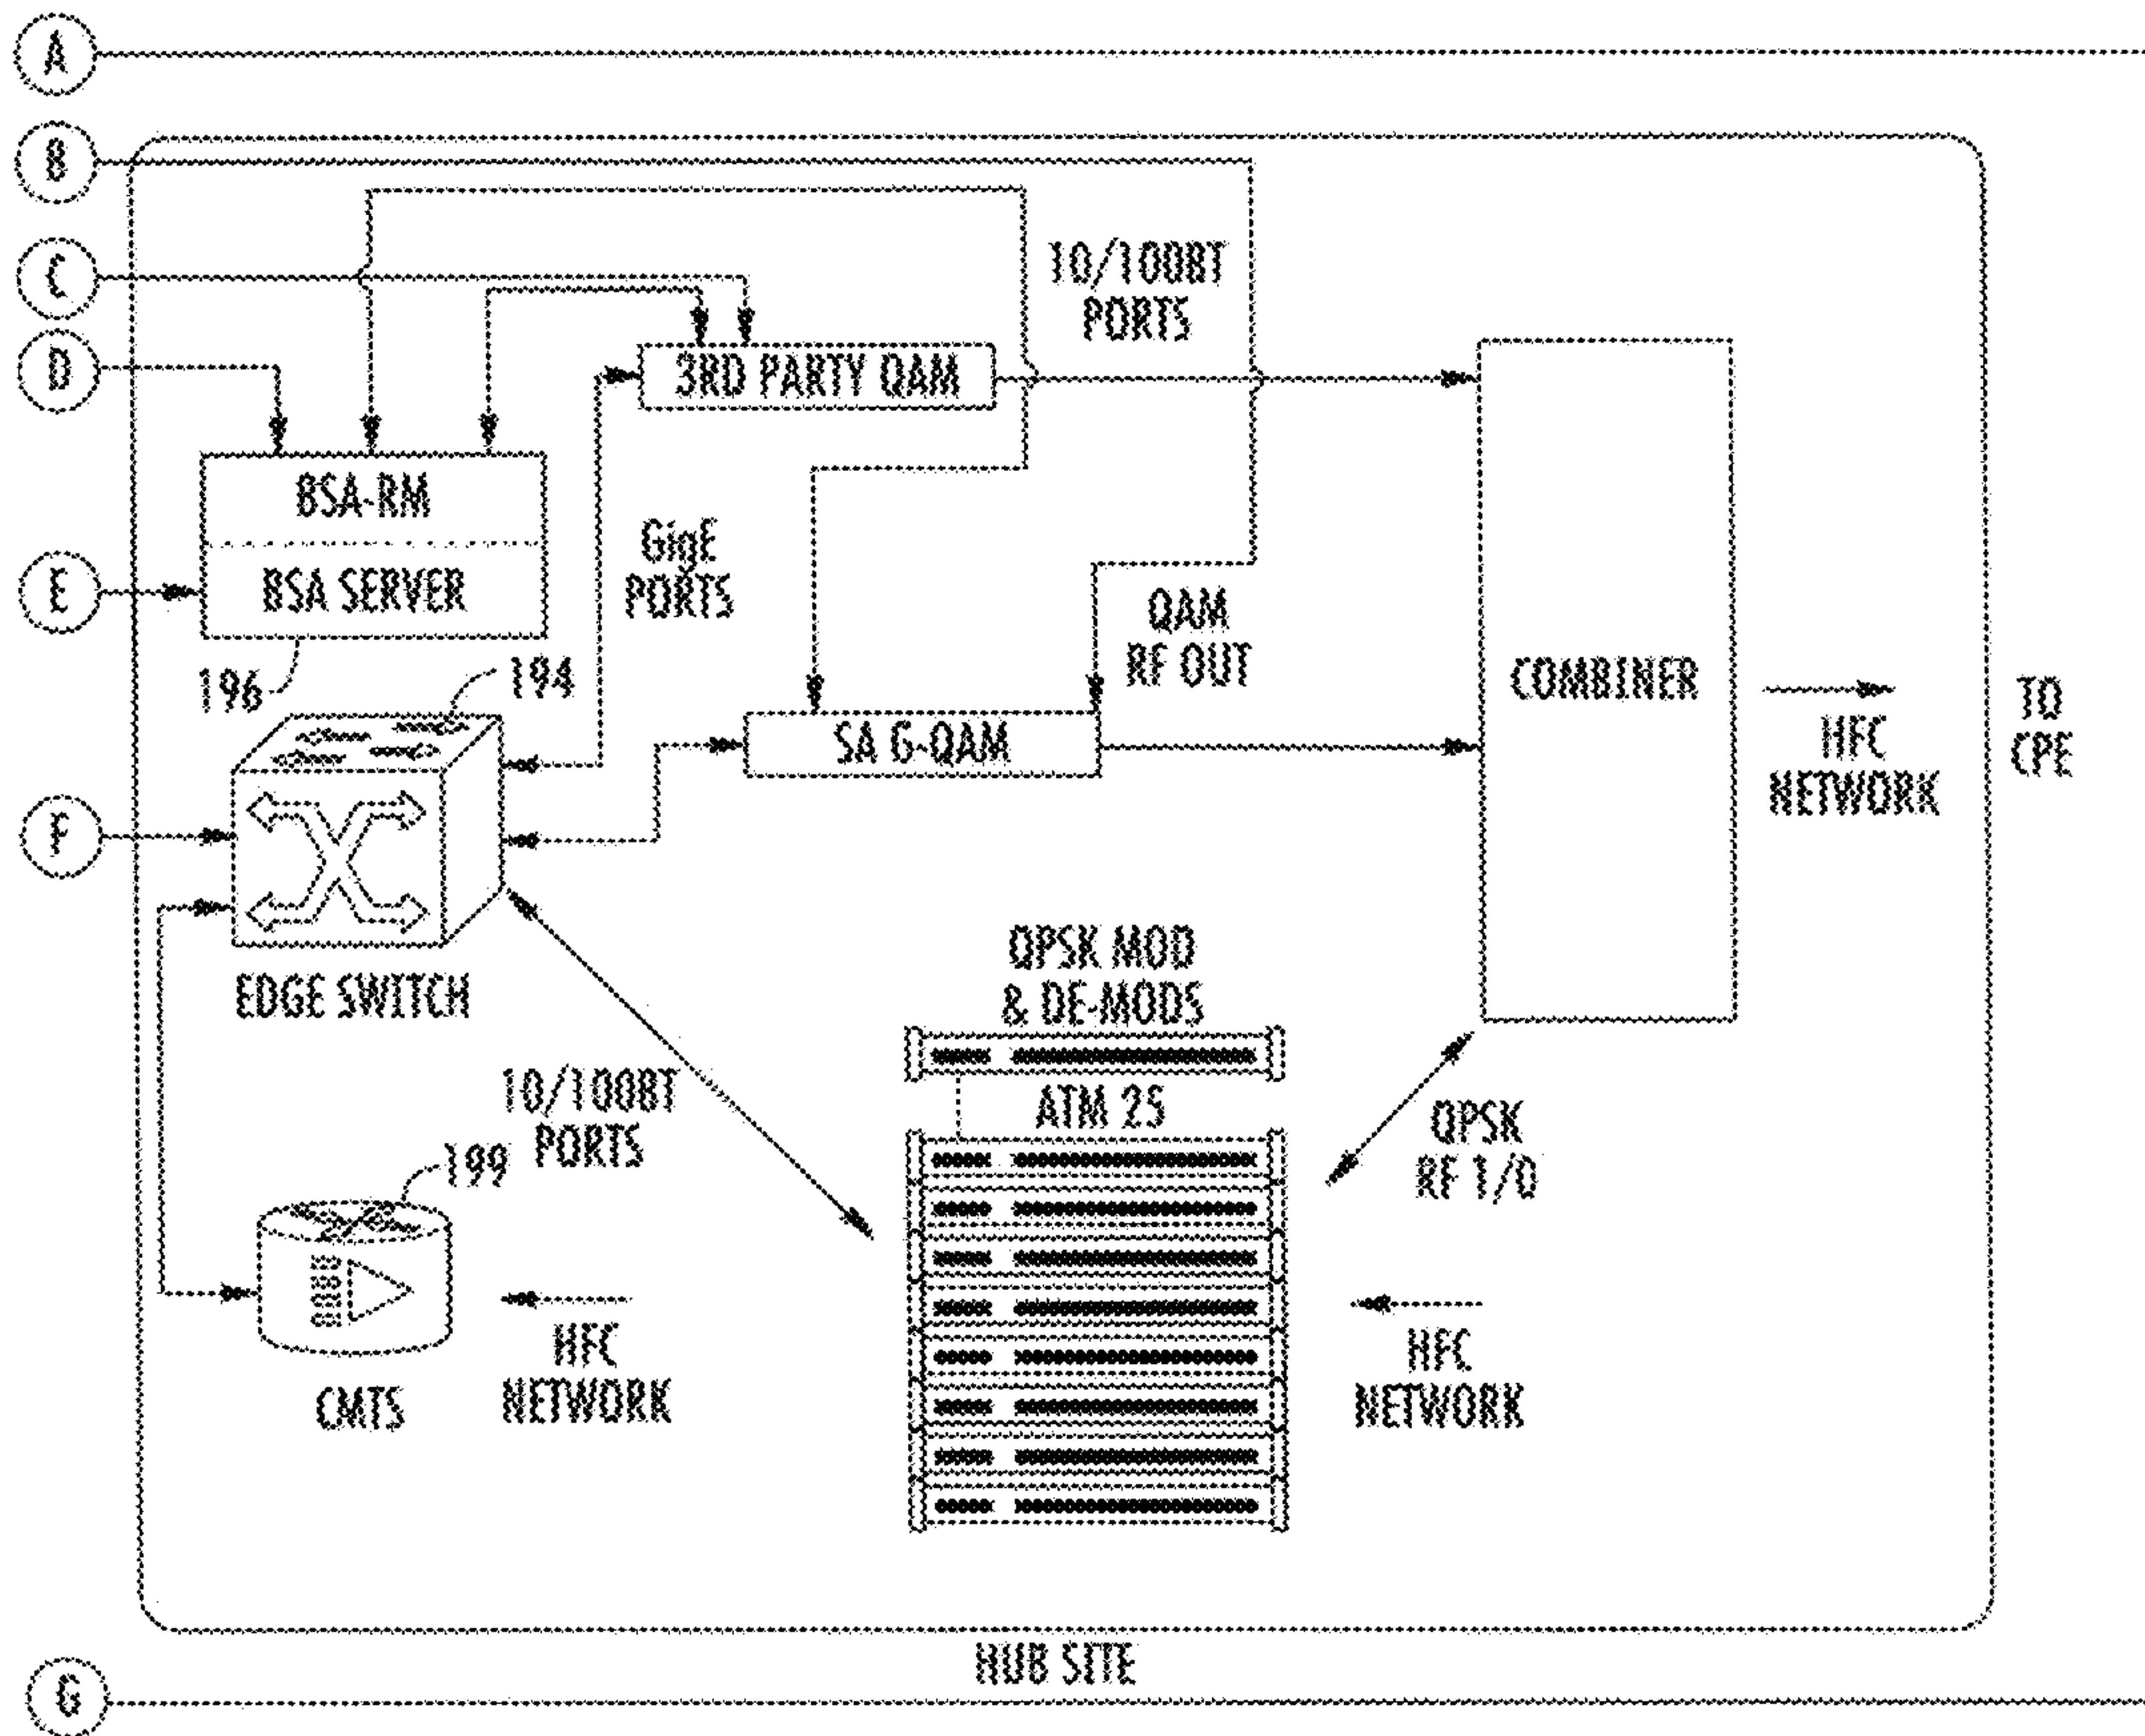 A
B
C
10/100BT
PORTS
D
3RD PARTY QAM
BSA-RM
GigE
PORTS
E
BSA SERVER
QAM
RF OUT
196
194
COMBINER
TO
CPE
SA G-QAM
HFC
NETWORK
F
EDGE SWITCH
QPSK MOD
& DE-MODS
10/100BT
PORTS
ATM 25
QPSK
RF I/O
199
HFC
NETWORK
HFC
NETWORK
CMTS
HUB SITE
G